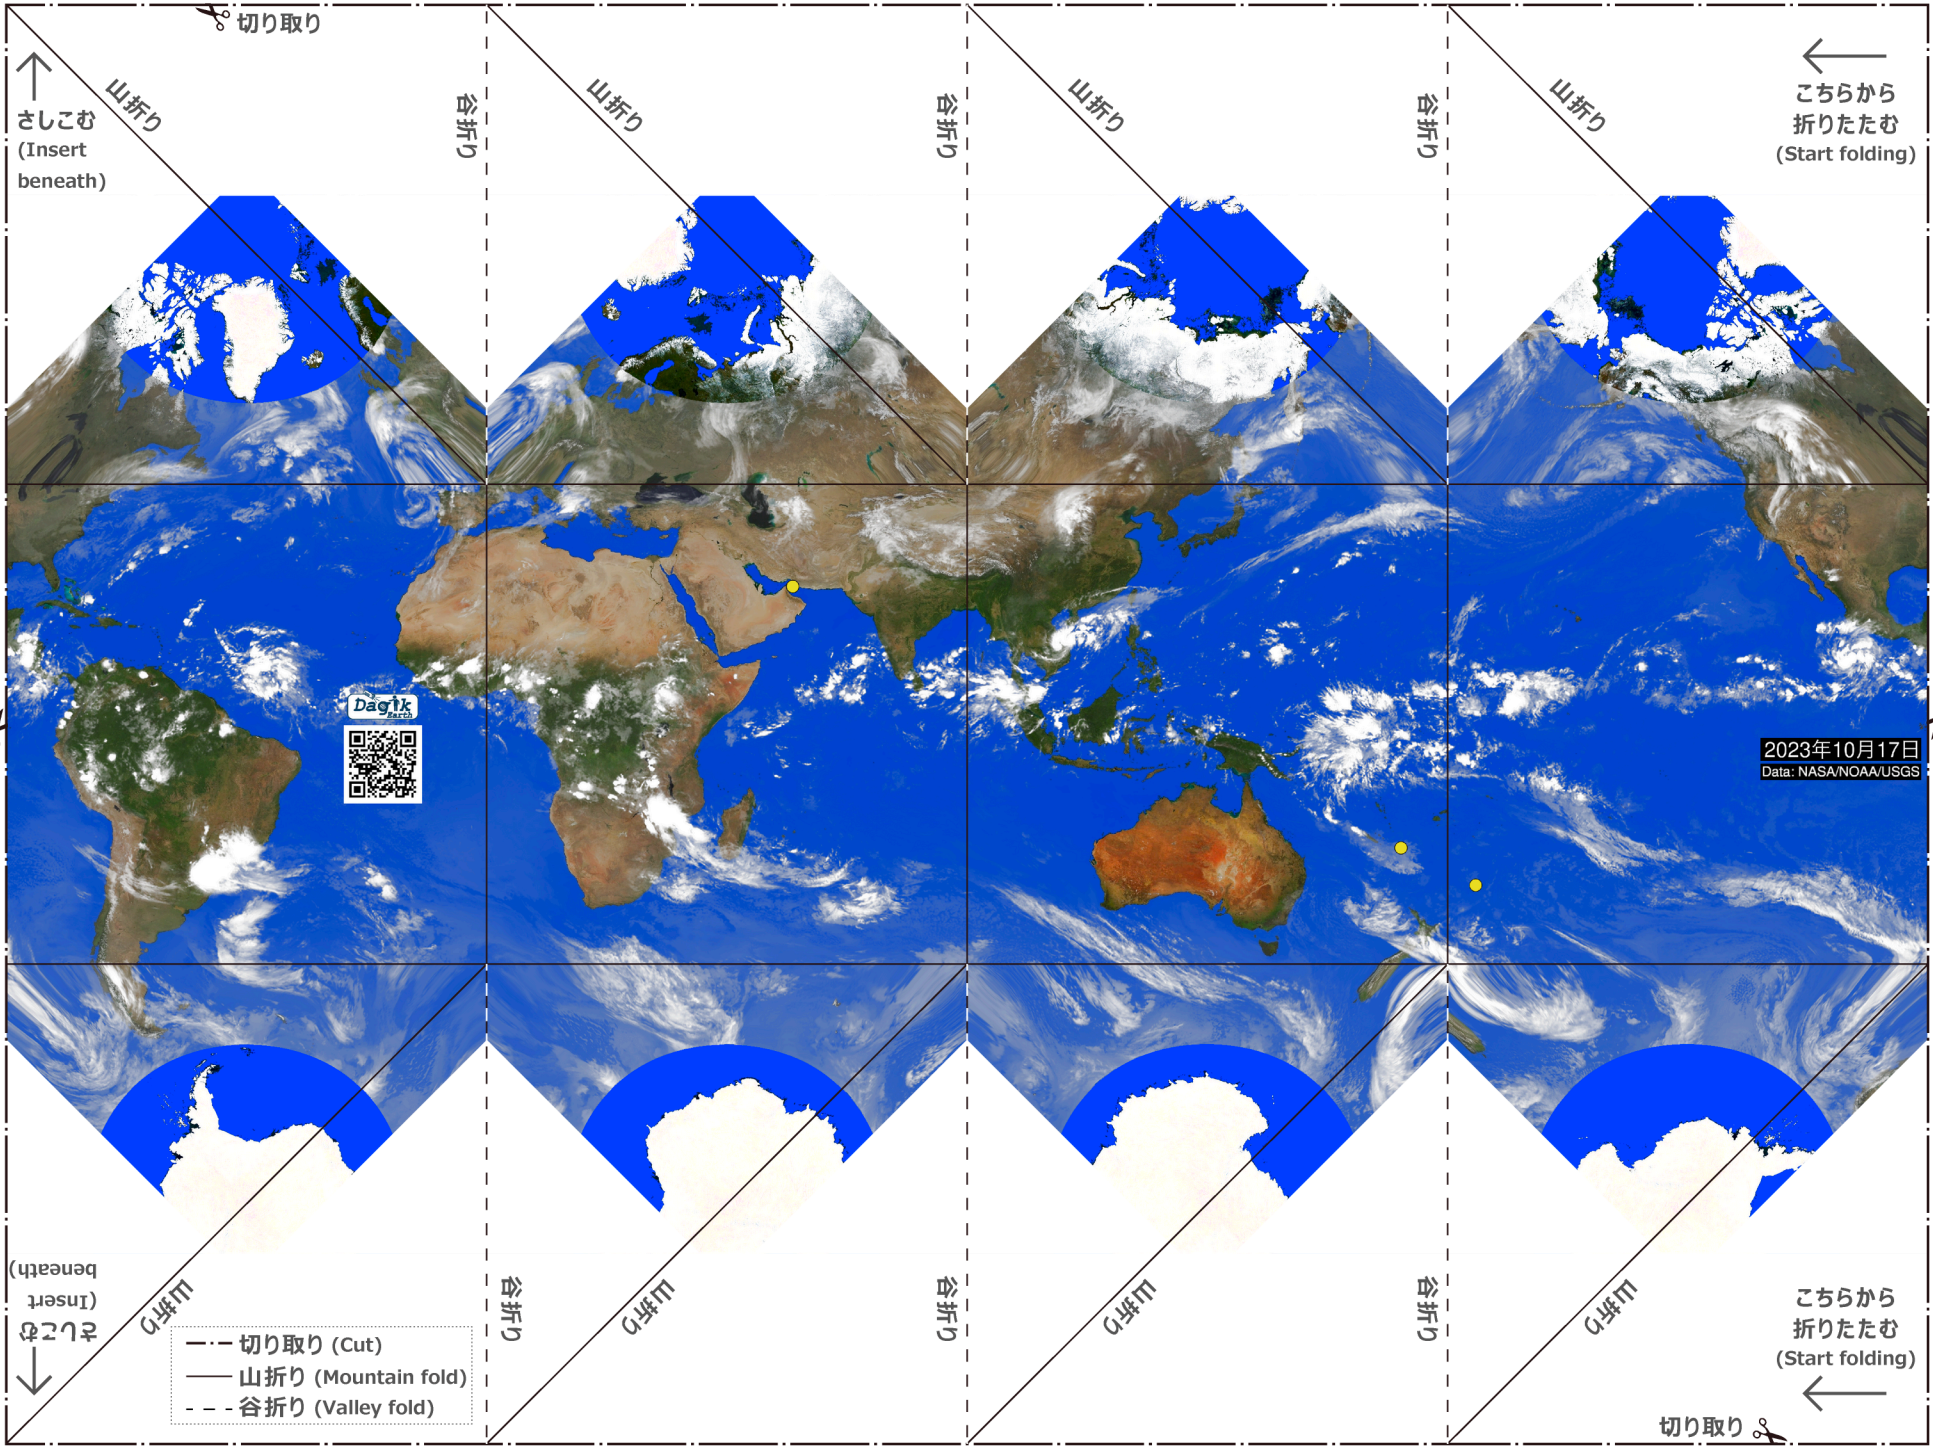 切り取り
山折り
谷折り
山折り
谷折り
山折り
谷折り
山折り
さしこむ
(Insert
beneath)
こちらから
折りたたむ
(Start folding)
Dagik
Earth
2023年10月17日
Data: NASA/NOAA/USGS
さしこむ
(Insert
beneath)
山折り
谷折り
山折り
谷折り
山折り
谷折り
山折り
こちらから
折りたたむ
(Start folding)
切り取り (Cut)
山折り (Mountain fold)
谷折り (Valley fold)
切り取り